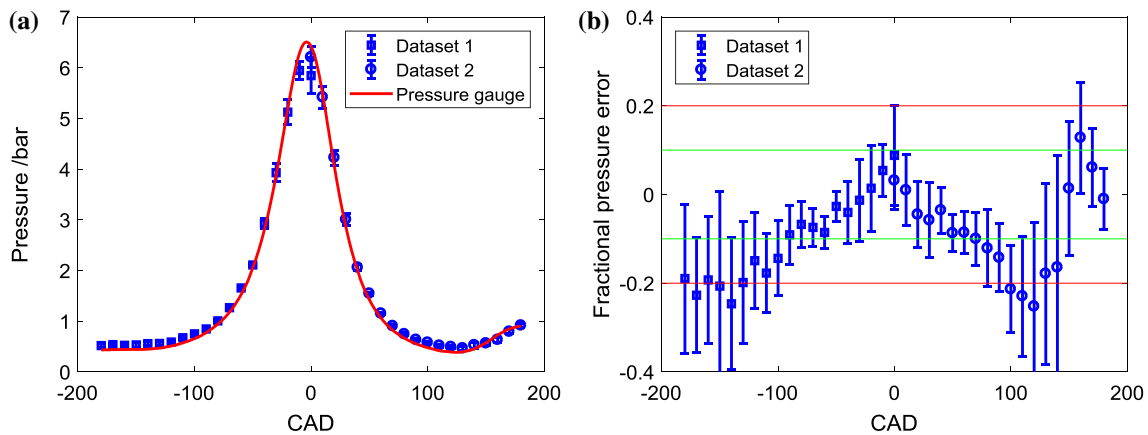 (a)
7
6
5
4
3
2
1
0
Pressure /bar
-200
-100
0
100
200
CAD
Dataset 1
Dataset 2
Pressure gauge
(b)
0.4
0.2
0
-0.2
-0.4
Fractional pressure error
-200
-100
0
100
200
CAD
Dataset 1
Dataset 2